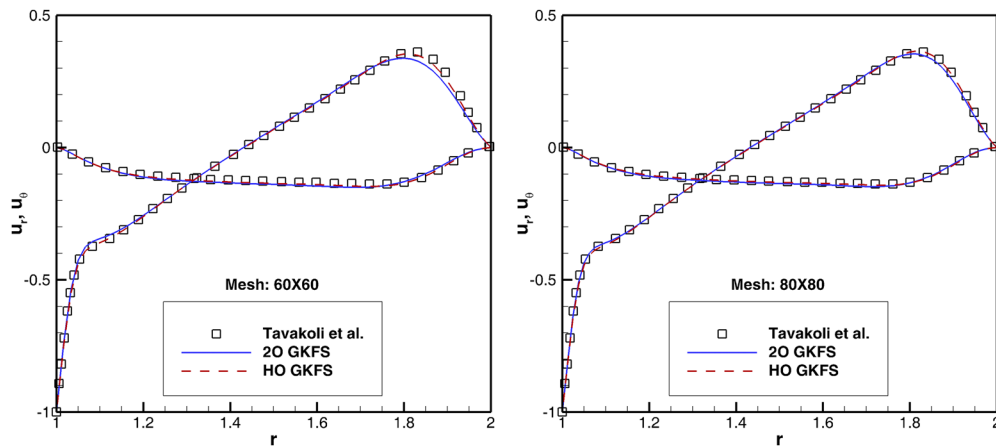 0.5
0
-0.5
-1
1
1.2
1.4
1.6
1.8
2
r
u_r, u_θ
Mesh: 60X60
Tavakoli et al.
2O GKFS
HO GKFS
0.5
0
-0.5
-1
1
1.2
1.4
1.6
1.8
2
r
u_r, u_θ
Mesh: 80X80
Tavakoli et al.
2O GKFS
HO GKFS